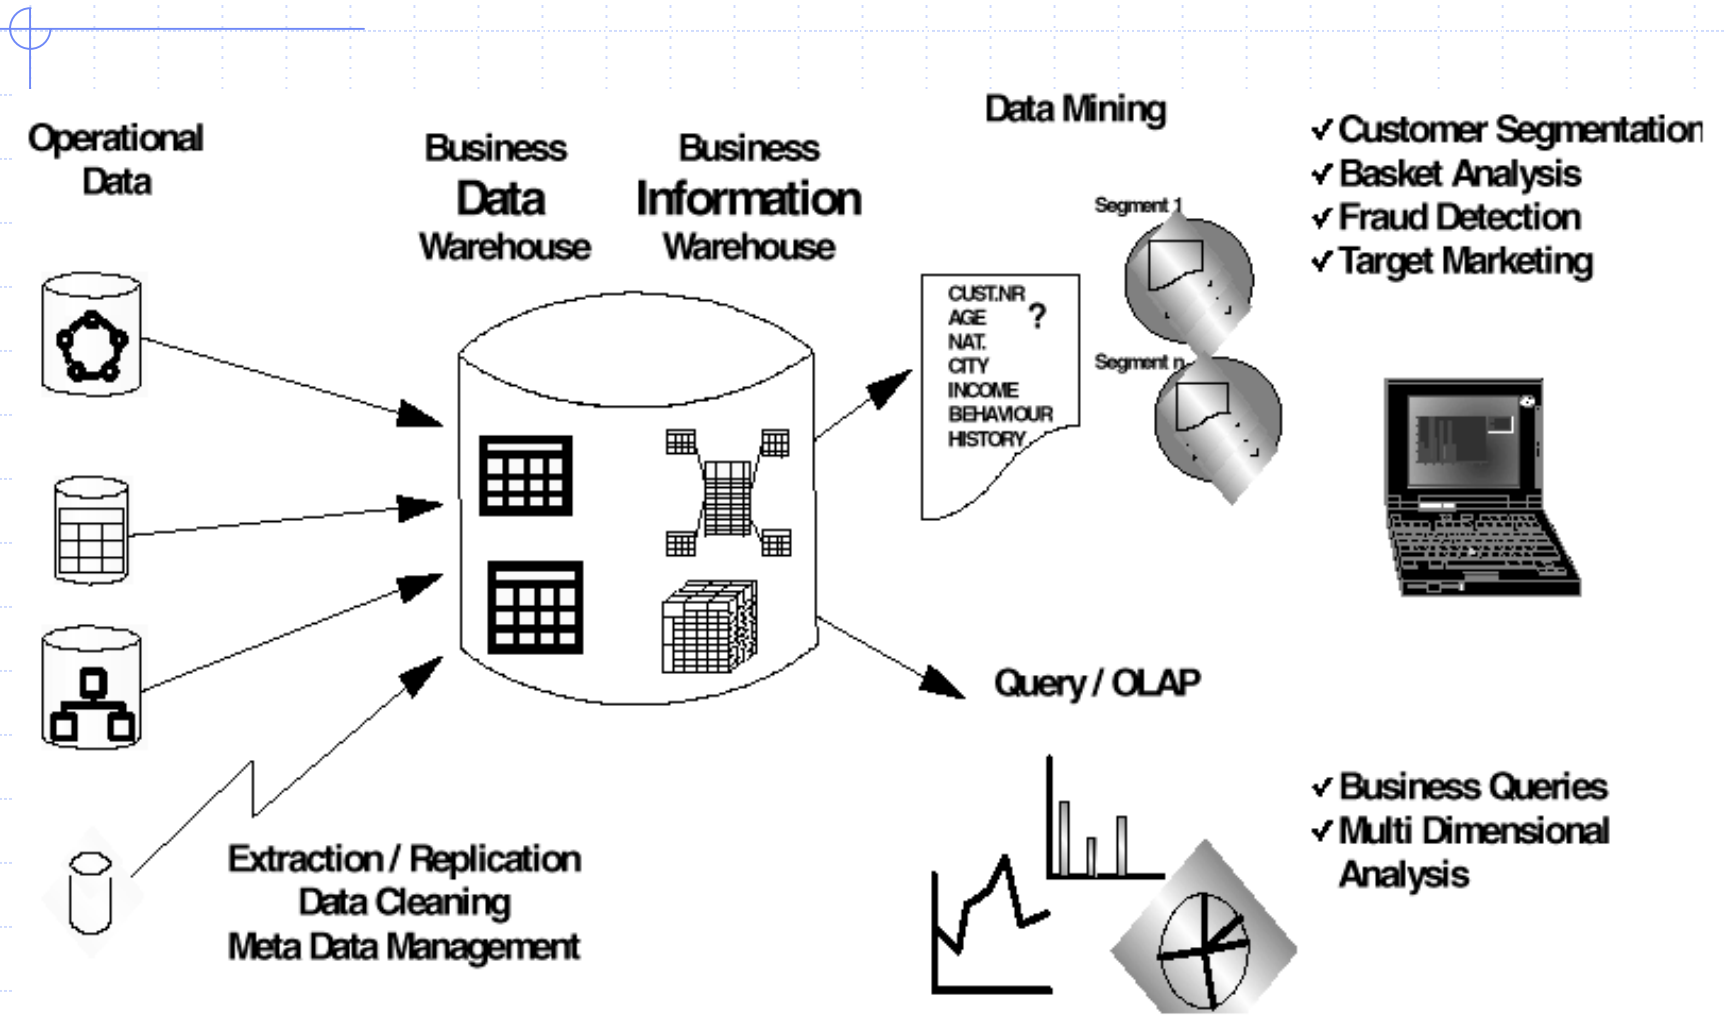 Operational
Data
Business
Data
Warehouse
Business
Information
Warehouse
Data Mining
Segment 1
Segment n
CUST.NR
AGE
?
NAT.
CITY
INCOME
BEHAVIOUR
HISTORY
✓ Customer Segmentation
✓ Basket Analysis
✓ Fraud Detection
✓ Target Marketing
Extraction / Replication
Data Cleaning
Meta Data Management
Query / OLAP
✓ Business Queries
✓ Multi Dimensional
Analysis